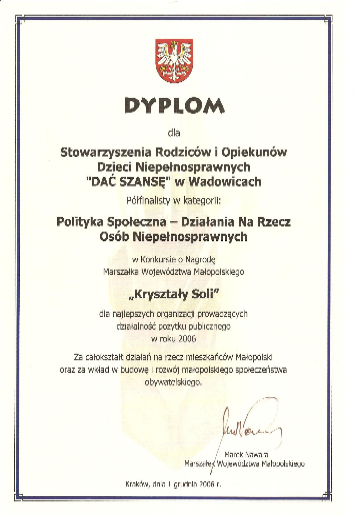 DYPLOM
dla
Stowarzyszenia Rodziców i Opiekunów
Dzieci Niepełnosprawnych
"DAĆ SZANSĘ" w Wadowicach
Półfinalisty w kategorii:
Polityka Społeczna – Działania Na Rzecz
Osób Niepełnosprawnych
w Konkursie o Nagrodę
Marszałka Województwa Małopolskiego
„Kryształy Soli”
dla najlepszych organizacji prowadzących
działalność pożytku publicznego
w roku 2006
Za całokształt działań na rzecz mieszkańców Małopolski
oraz za wkład w budowę i rozwój małopolskiego społeczeństwa
obywatelskiego.
Marek Nawara
Marszałek Województwa Małopolskiego
Kraków, dnia 1 grudnia 2006 r.